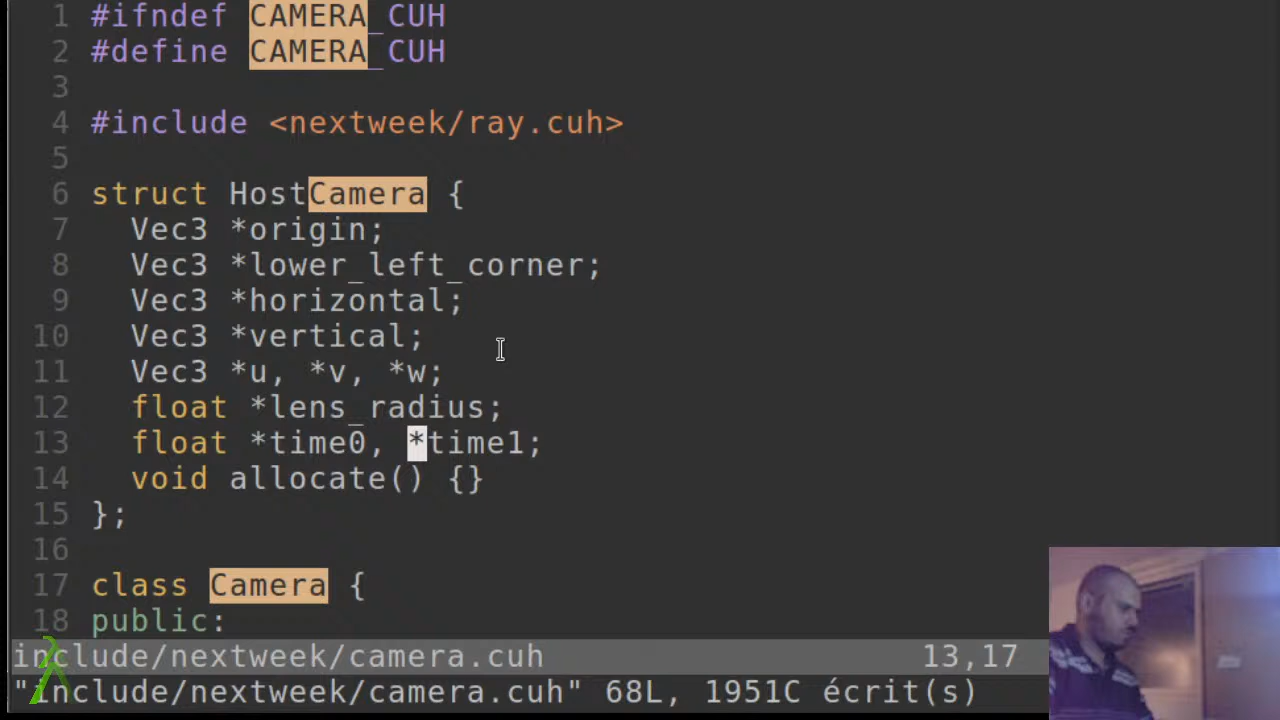 1 #ifndef CAMERA_CUH
2 #define CAMERA_CUH
3
4 #include <nextweek/ray.cuh>
5
6 struct HostCamera {
7 Vec3 *origin;
8 Vec3 *lower_left_corner;
9 Vec3 *horizontal;
10 Vec3 *vertical;
11 Vec3 *u, *v, *w;
12 float *lens_radius;
13 float *time0, *time1;
14 void allocate() {}
15 };
16
17 class Camera {
18 public:
include/nextweek/camera.cuh 13,17
"include/nextweek/camera.cuh" 68L, 1951C écrit(s)